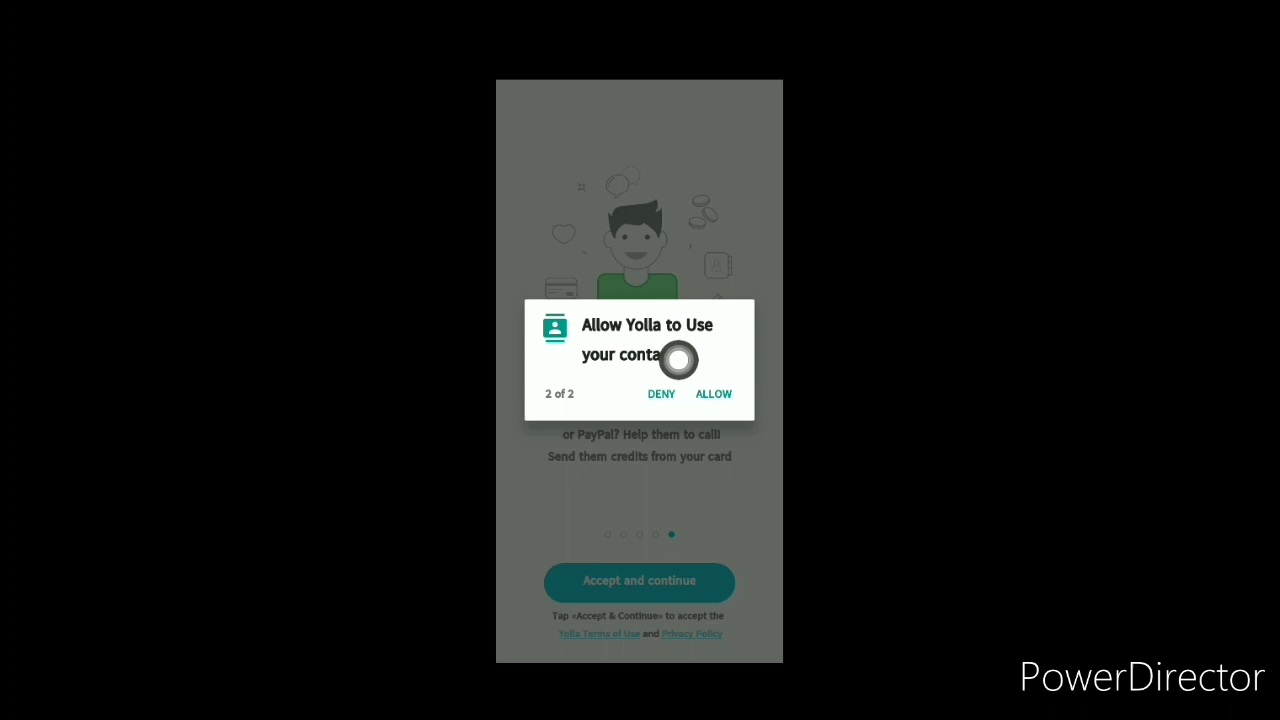 Allow Yolla to Use
your conta
2 of 2
DENY ALLOW
or PayPal? Help them to call!
Send them credits from your card
Accept and continue
Tap «Accept & Continue» to accept the
Yolla Terms of Use and Privacy Policy
PowerDirector